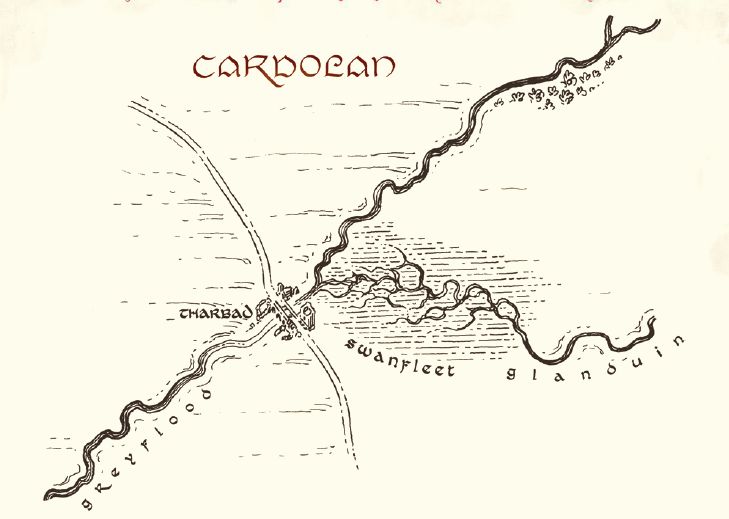 CARDOLAN
THARBAD
swanfleet
glanduin
greyflood